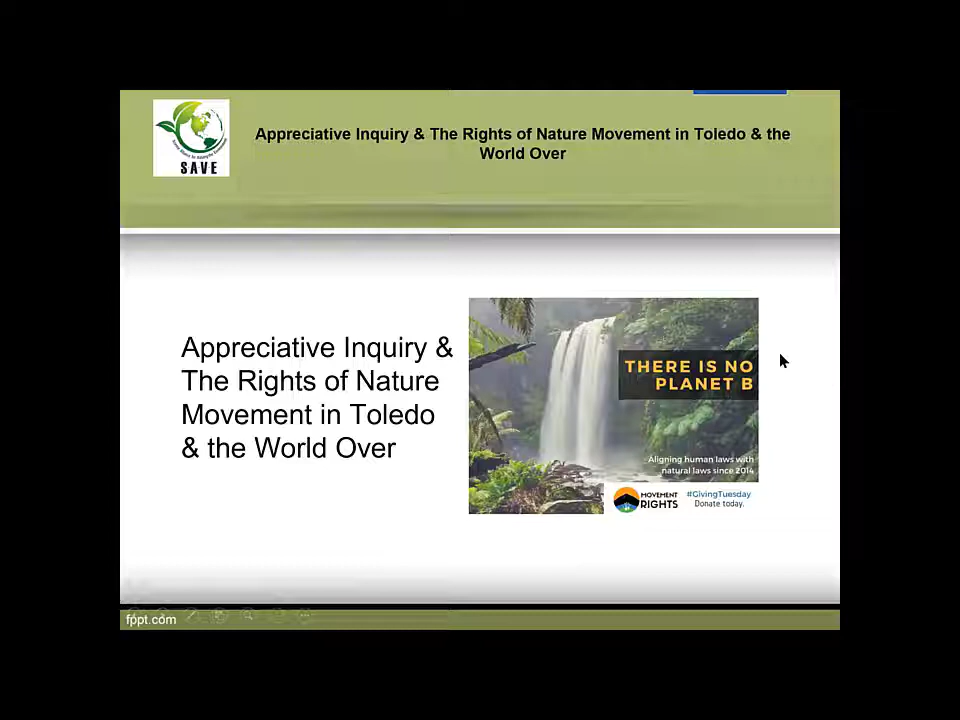 Appreciative Inquiry & The Rights of Nature Movement in Toledo & the
World Over
SAVE
Appreciative Inquiry &
The Rights of Nature
Movement in Toledo
& the World Over
THERE IS NO
PLANET B
Aligning human laws with
natural laws since 2014
MOVEMENT
RIGHTS
#GivingTuesday
Donate today.
fppt.com